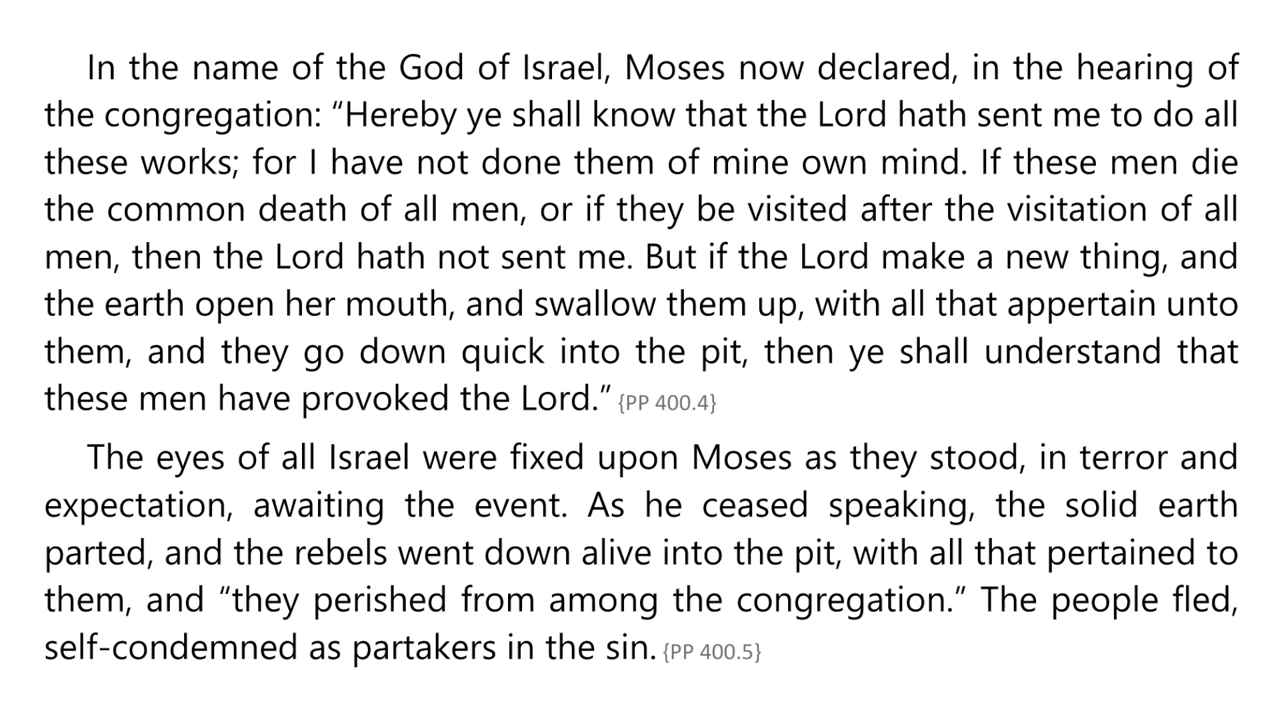 In the name of the God of Israel, Moses now declared, in the hearing of
the congregation: “Hereby ye shall know that the Lord hath sent me to do all
these works; for I have not done them of mine own mind. If these men die
the common death of all men, or if they be visited after the visitation of all
men, then the Lord hath not sent me. But if the Lord make a new thing, and
the earth open her mouth, and swallow them up, with all that appertain unto
them, and they go down quick into the pit, then ye shall understand that
these men have provoked the Lord.” {PP 400.4}
The eyes of all Israel were fixed upon Moses as they stood, in terror and
expectation, awaiting the event. As he ceased speaking, the solid earth
parted, and the rebels went down alive into the pit, with all that pertained to
them, and “they perished from among the congregation.” The people fled,
self-condemned as partakers in the sin. {PP 400.5}